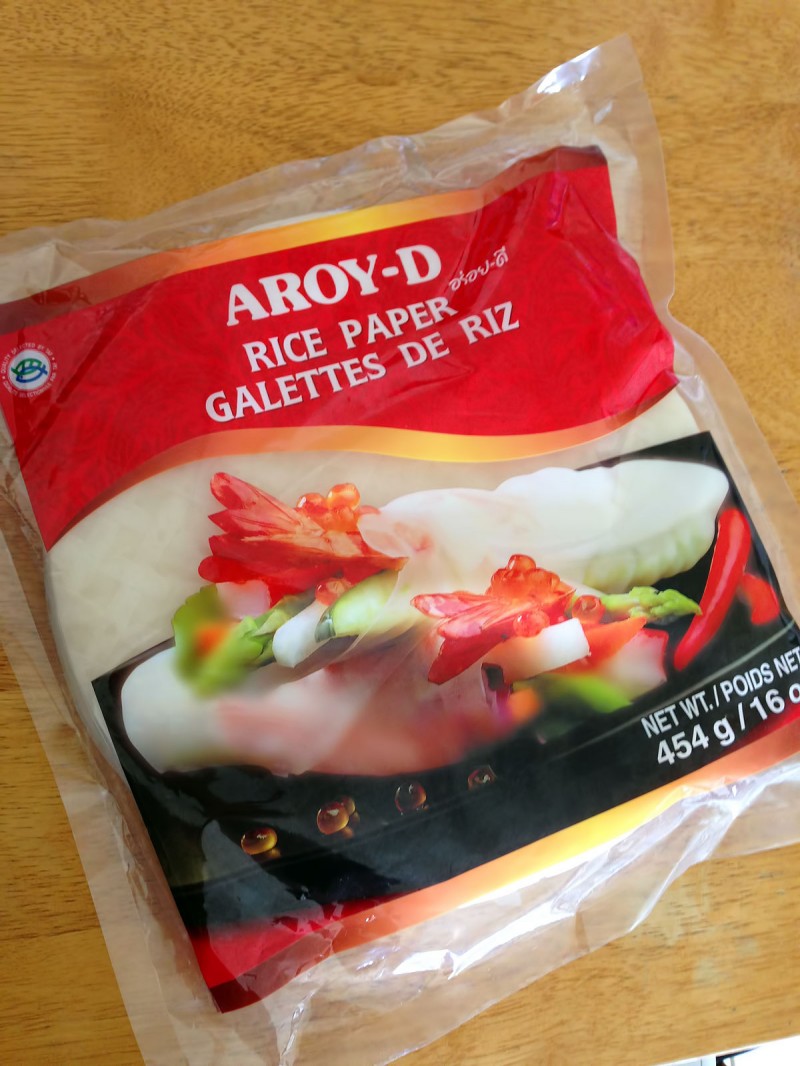 AROY-D
อร่อย-ดี
RICE PAPER
GALETTES DE RIZ
NET WT./POIDS NET
454 g / 16 o